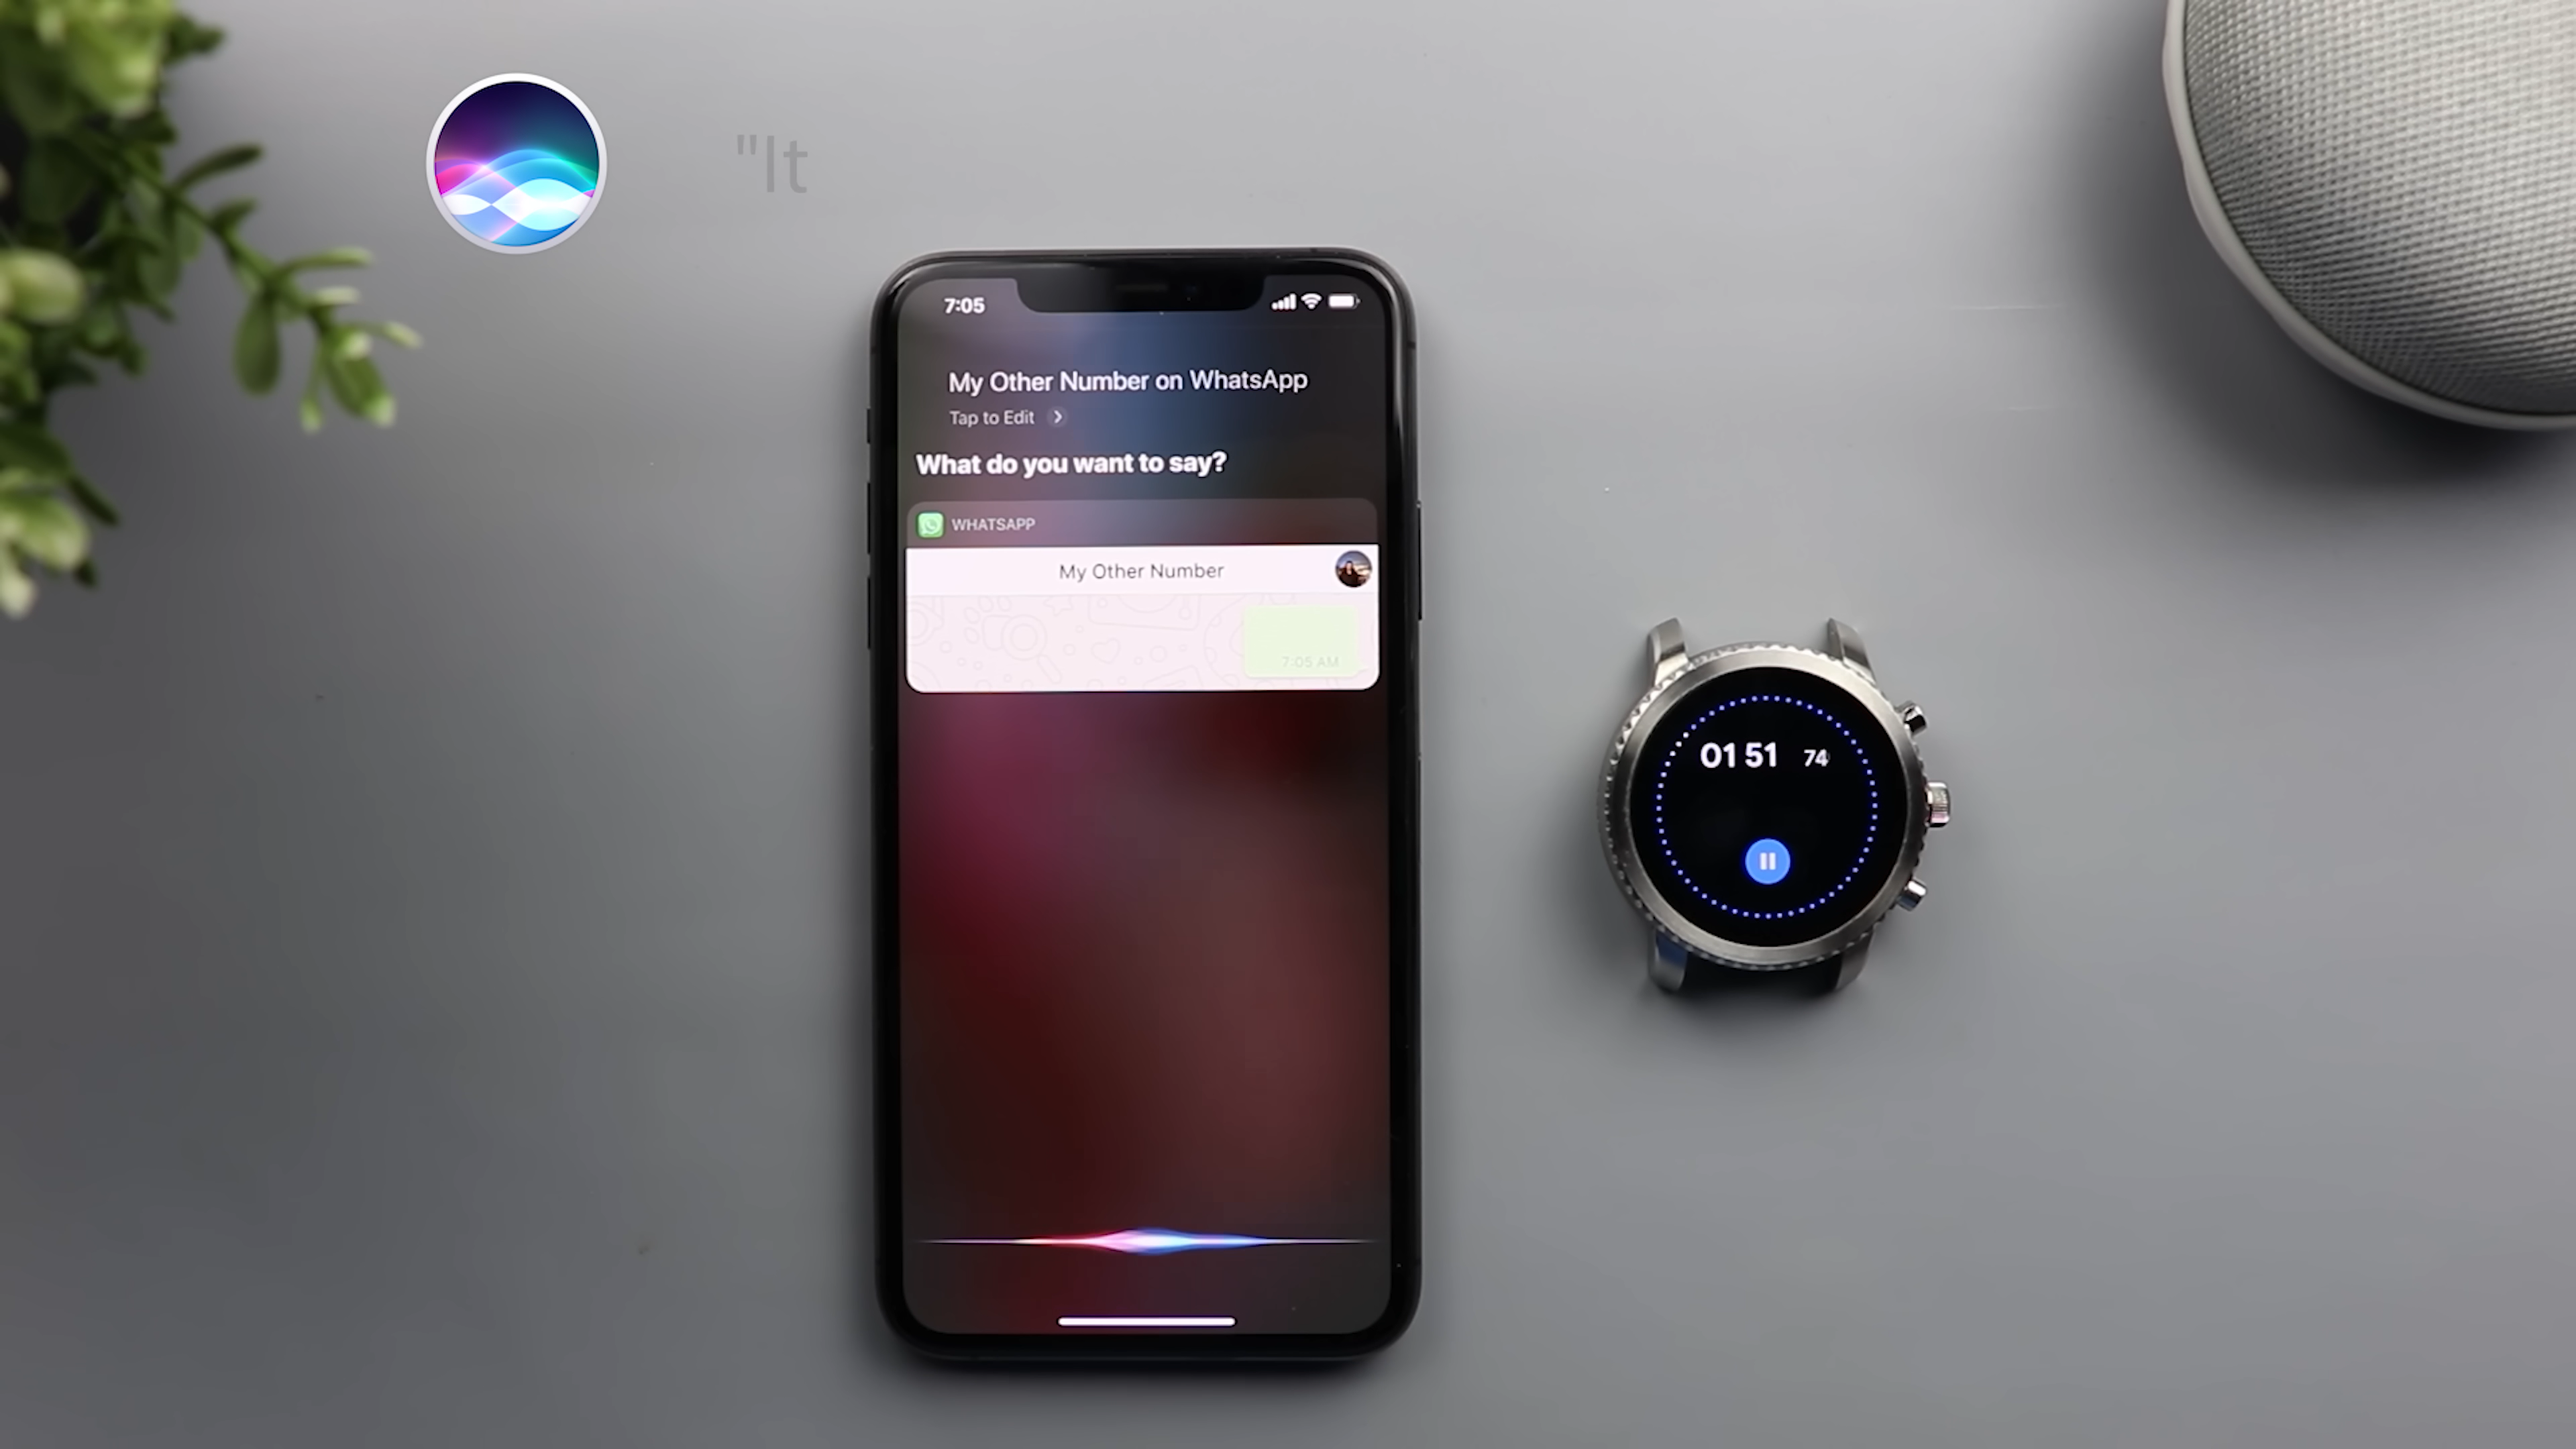 "It
7:05
My Other Number on WhatsApp
Tap to Edit
What do you want to say?
WHATSAPP
My Other Number
7:05 AM
01 51 74